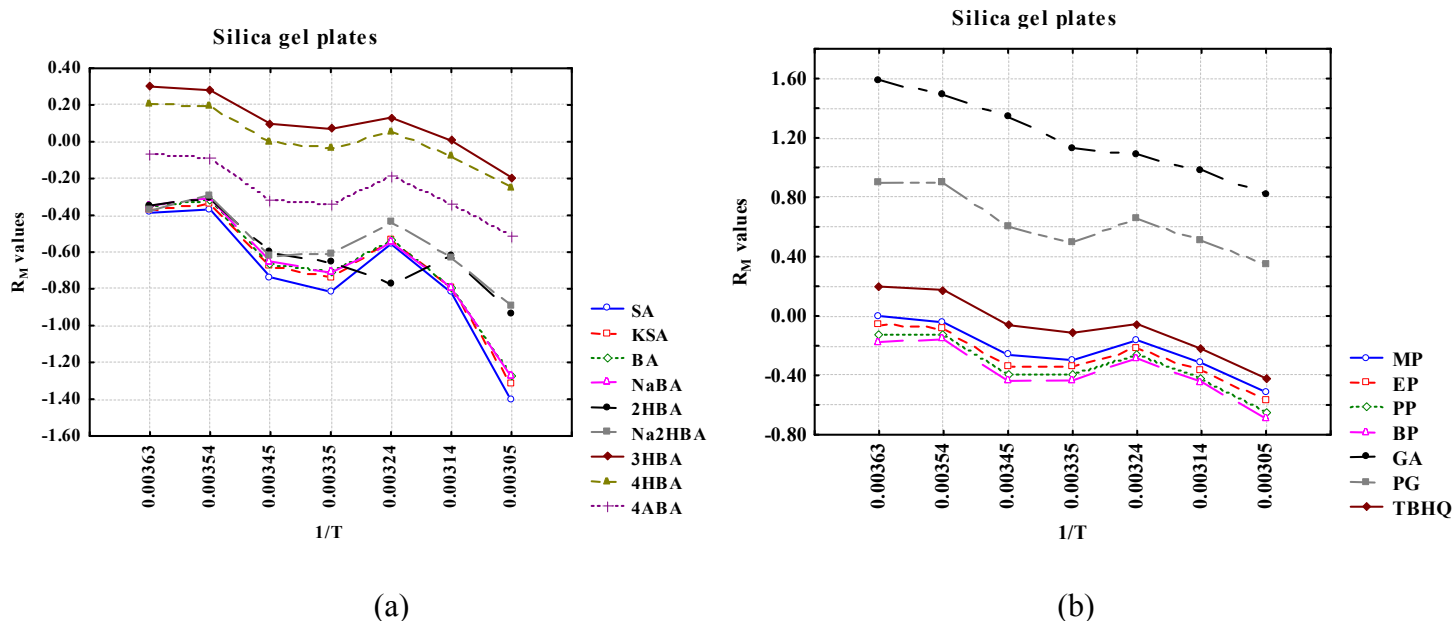 Silica gel plates
0.40
0.20
0.00
-0.20
-0.40
-0.60
-0.80
-1.00
-1.20
-1.40
-1.60
RM values
0.00363
0.00354
0.00345
0.00335
0.00324
0.00314
0.00305
1/T
SA
KSA
BA
NaBA
2HBA
Na2HBA
3HBA
4HBA
4ABA
(a)
Silica gel plates
1.60
1.20
0.80
0.40
0.00
-0.40
-0.80
RM values
0.00363
0.00354
0.00345
0.00335
0.00324
0.00314
0.00305
1/T
MP
EP
PP
BP
GA
PG
TBHQ
(b)